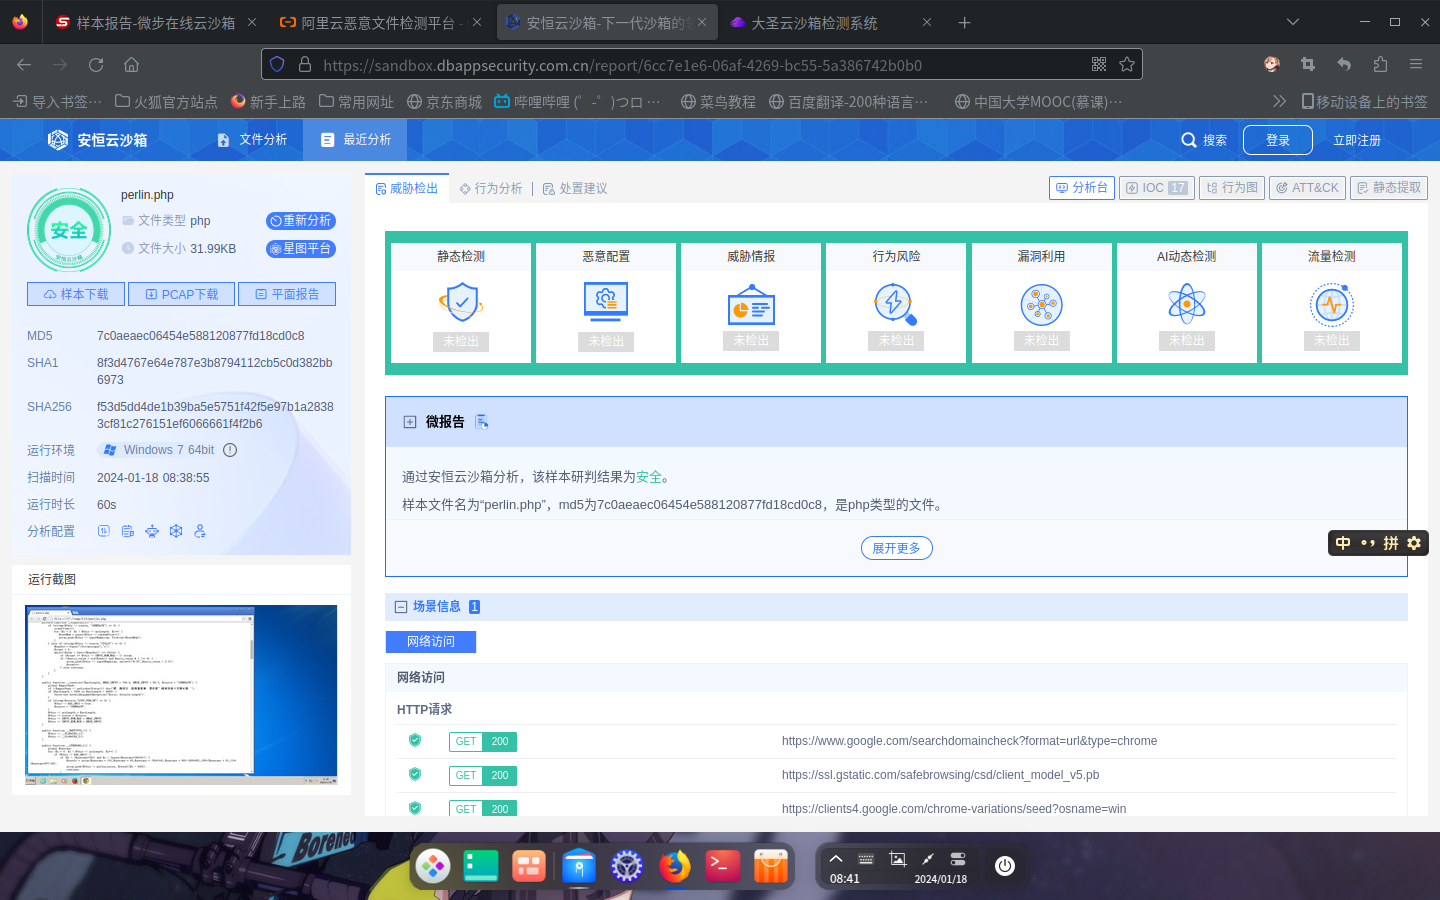 样本报告-微步在线云沙箱
阿里云恶意文件检测平台 -
安恒云沙箱-下一代沙箱的
大圣云沙箱检测系统
https://sandbox.dbappsecurity.com.cn/report/6cc7e1e6-06af-4269-bc55-5a386742b0b0
导入书签…
火狐官方站点
新手上路
常用网址
京东商城
哔哩哔哩 (゜-゜)つロ …
菜鸟教程
百度翻译-200种语言…
中国大学MOOC(慕课)…
移动设备上的书签
安恒云沙箱
文件分析
最近分析
搜索
登录
立即注册
安全
安恒云沙箱
perlin.php
文件类型 php
重新分析
文件大小 31.99KB
星图平台
样本下载
PCAP下载
平面报告
MD5 7c0aeaec06454e588120877fd18cd0c8
SHA1 8f3d4767e64e787e3b8794112cb5c0d382bb
6973
SHA256 f53d5dd4de1b39ba5e5751f42f5e97b1a2838
3cf81c276151ef6066661f4f2b6
运行环境 Windows 7 64bit
扫描时间 2024-01-18 08:38:55
运行时长 60s
分析配置
运行截图
威胁检出
行为分析
处置建议
分析台
IOC 17
行为图
ATT&CK
静态提取
静态检测
未检出
恶意配置
未检出
威胁情报
未检出
行为风险
未检出
漏洞利用
未检出
AI动态检测
未检出
流量检测
未检出
微报告
通过安恒云沙箱分析，该样本研判结果为安全。
样本文件名为“perlin.php”，md5为7c0aeaec06454e588120877fd18cd0c8，是php类型的文件。
展开更多
场景信息 1
网络访问
网络访问
HTTP请求
GET 200 https://www.google.com/searchdomaincheck?format=url&type=chrome
GET 200 https://ssl.gstatic.com/safebrowsing/csd/client_model_v5.pb
GET 200 https://clients4.google.com/chrome-variations/seed?osname=win
中 拼
08:41
2024/01/18